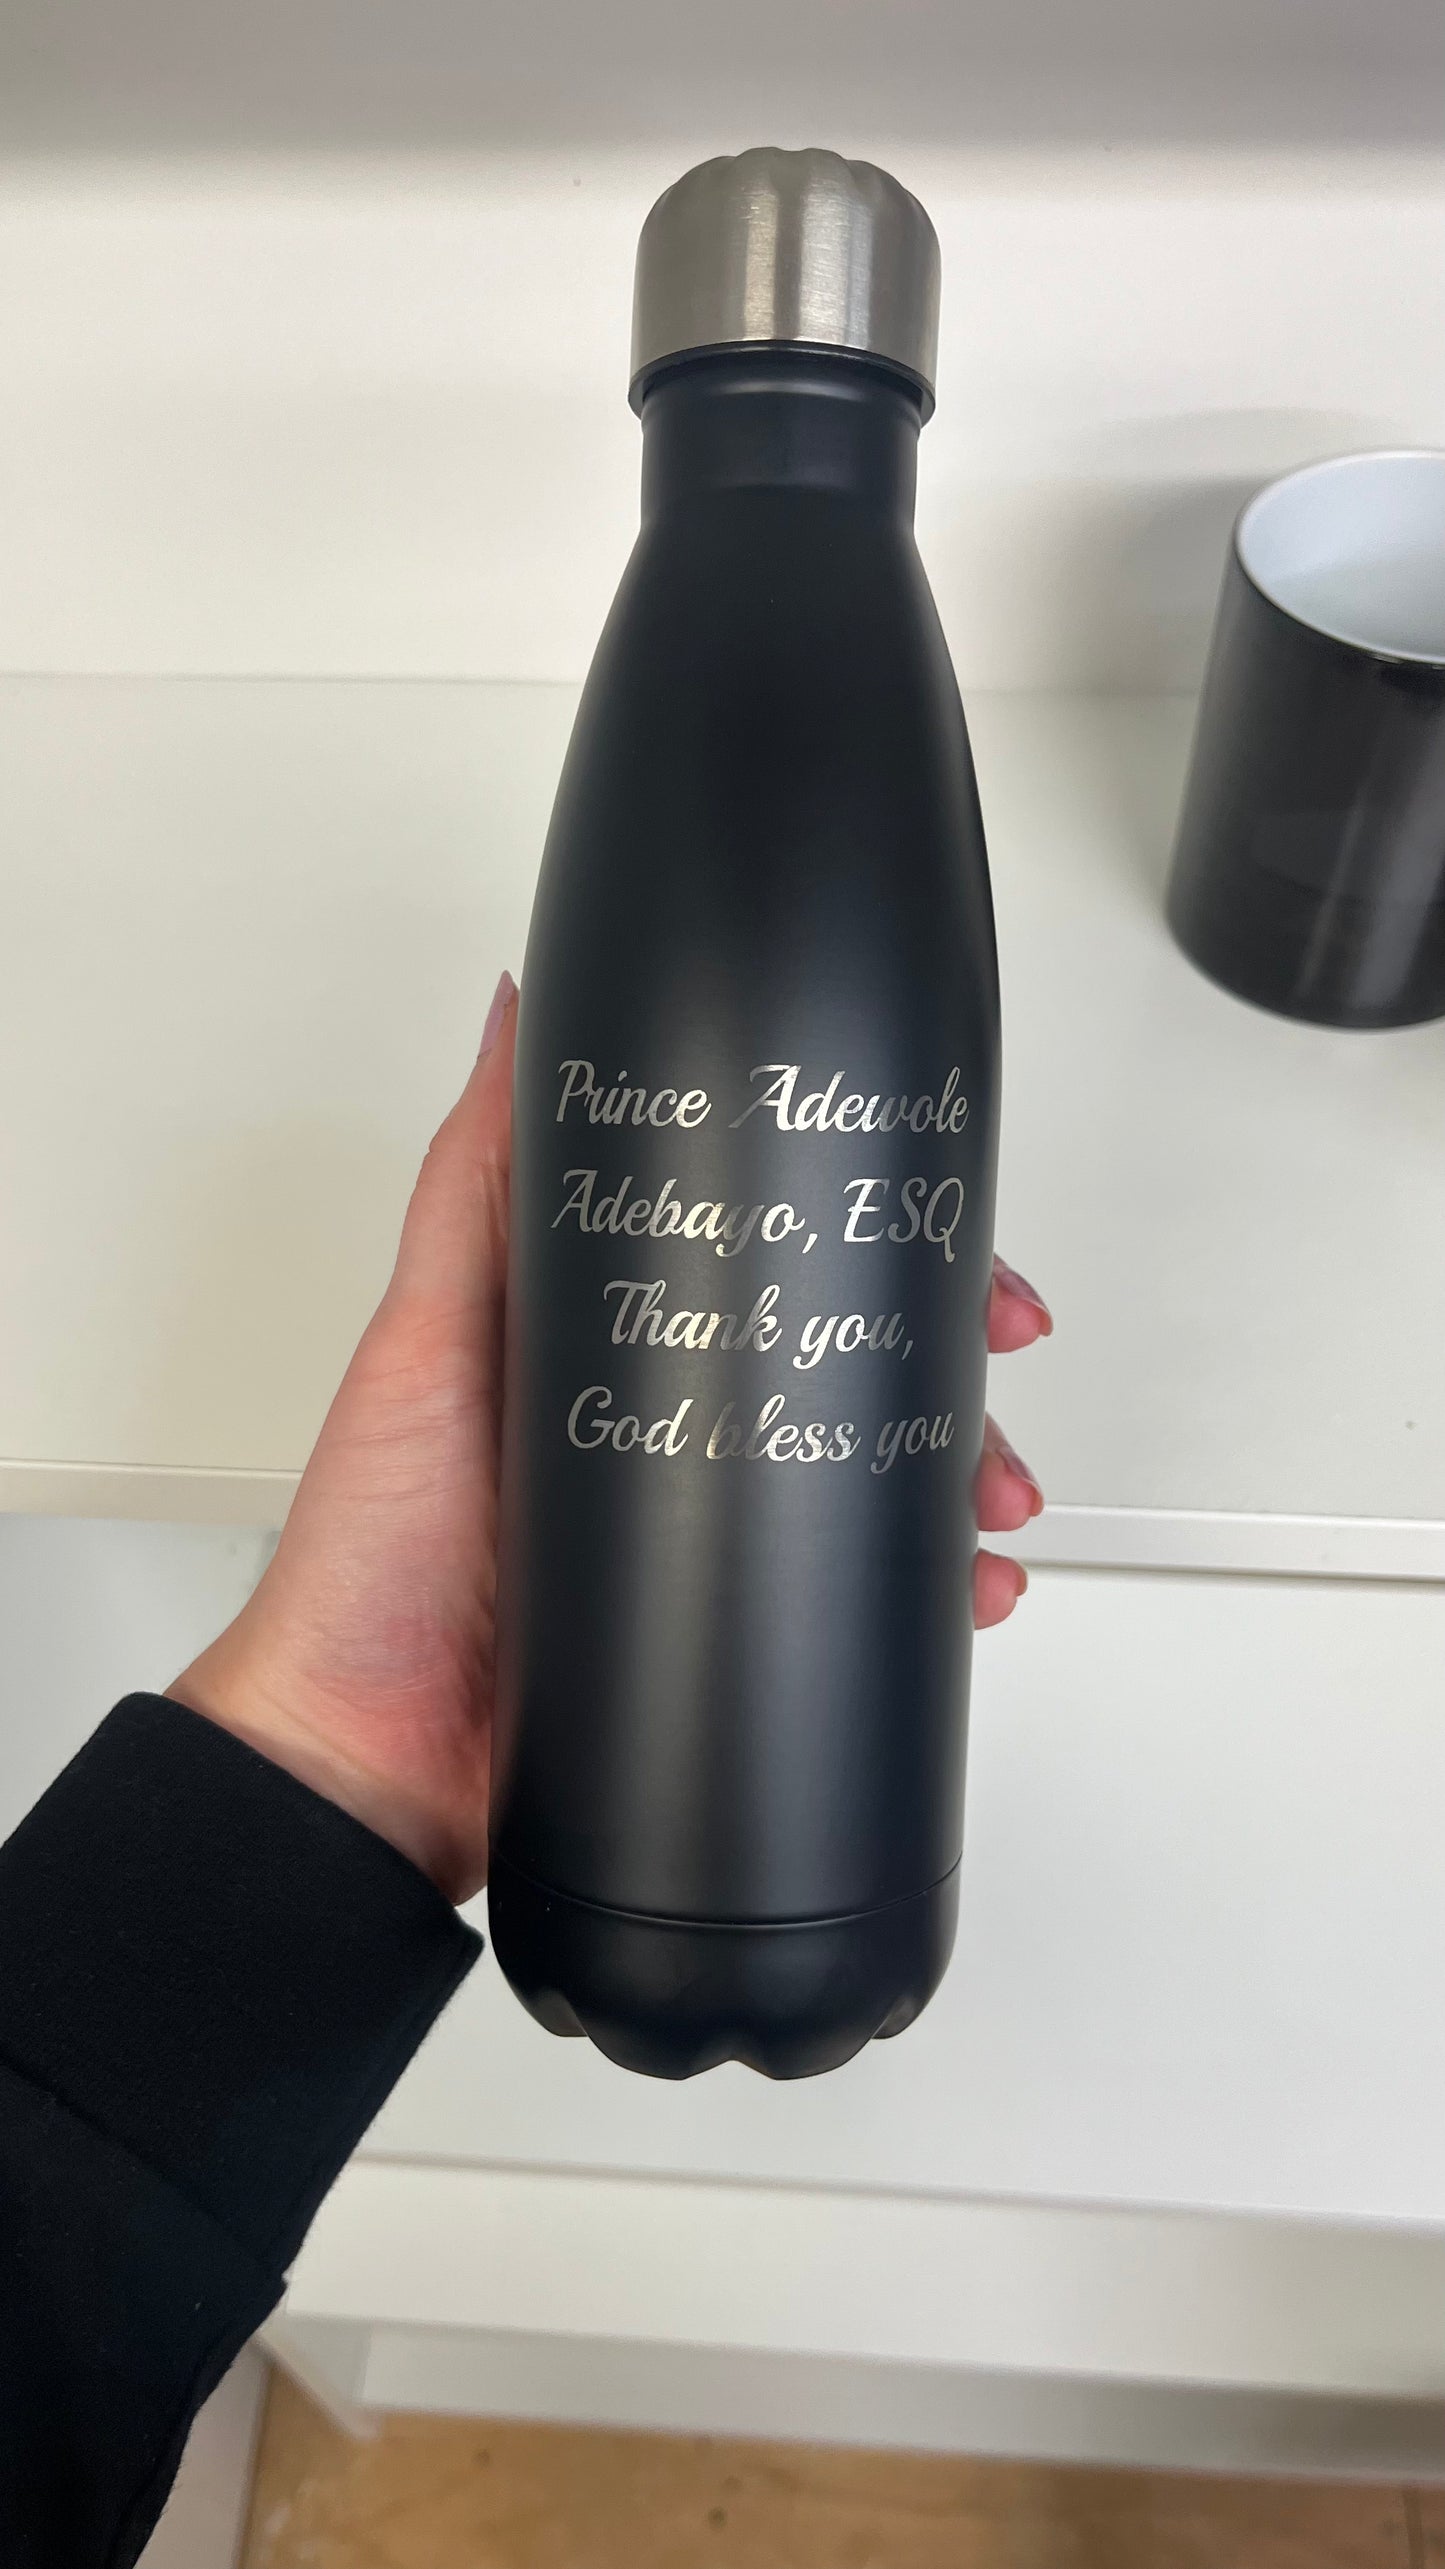 Prince Adewole
Adebayo, ESQ
Thank you,
God bless you